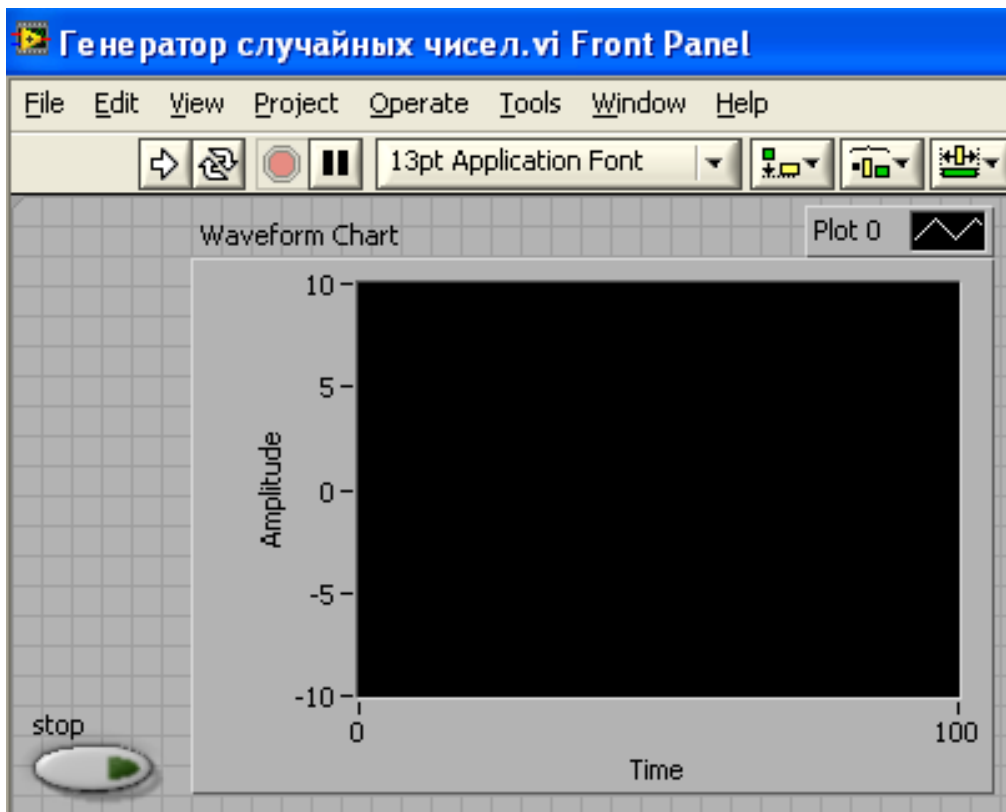 Генератор случайных чисел.vi Front Panel
File Edit View Project Operate Tools Window Help
13pt Application Font
Waveform Chart
Plot 0
10
5
0
-5
-10
Amplitude
0
100
Time
stop